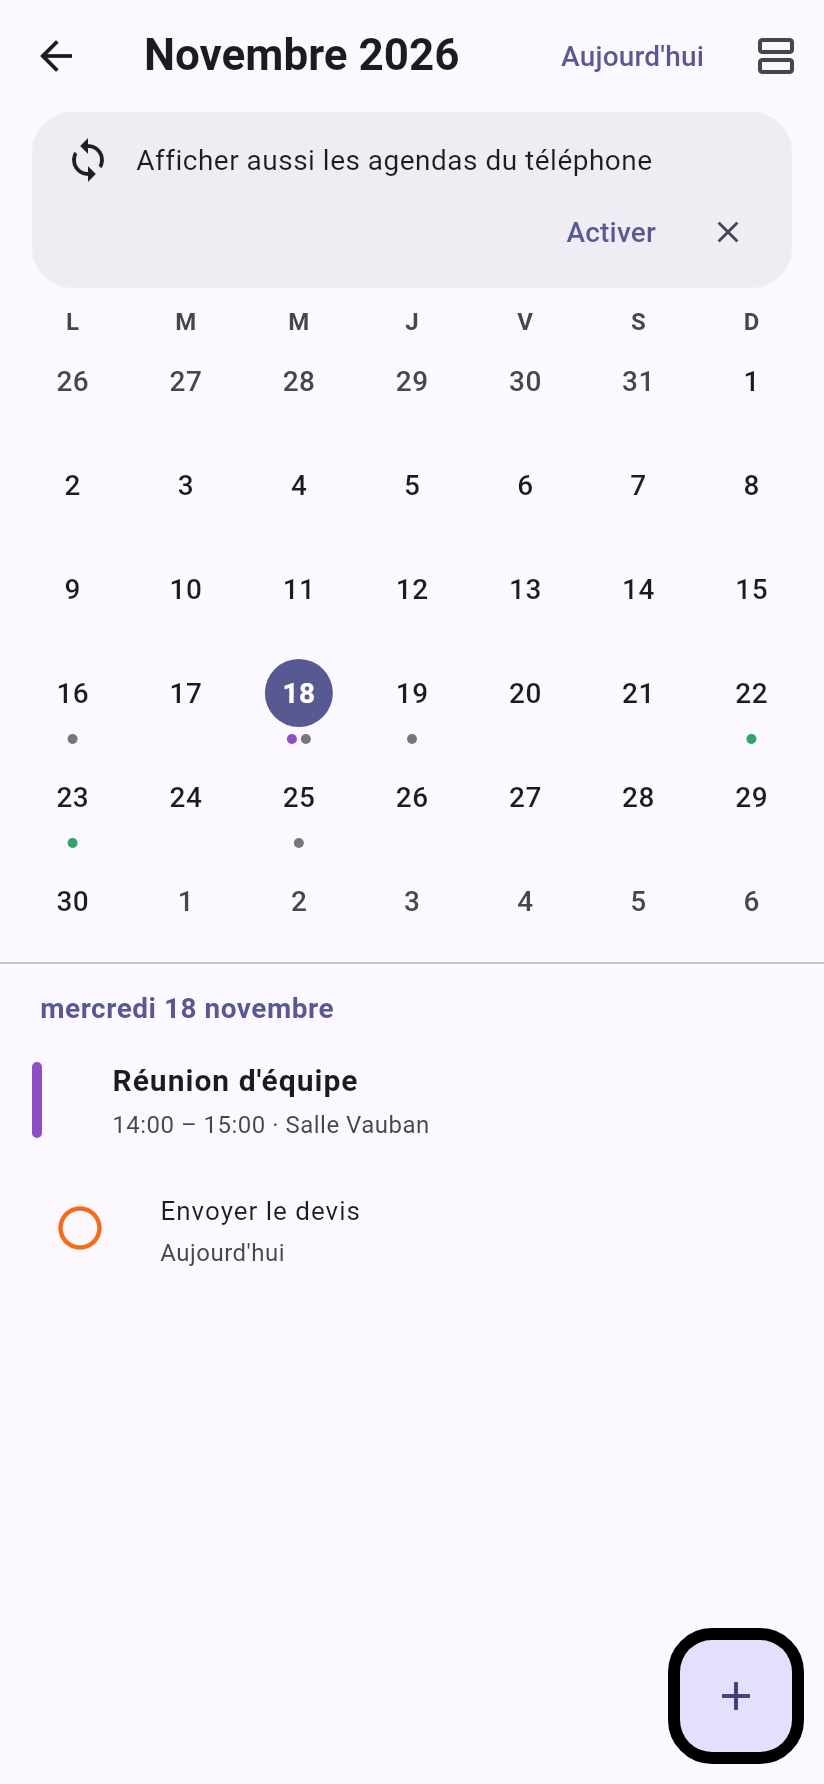 Novembre 2026 Aujourd'hui
Afficher aussi les agendas du téléphone
Activer
L M M J V S D
26 27 28 29 30 31 1
2 3 4 5 6 7 8
9 10 11 12 13 14 15
16 17 18 19 20 21 22
23 24 25 26 27 28 29
30 1 2 3 4 5 6
mercredi 18 novembre
Réunion d'équipe
14:00 – 15:00 · Salle Vauban
Envoyer le devis
Aujourd'hui